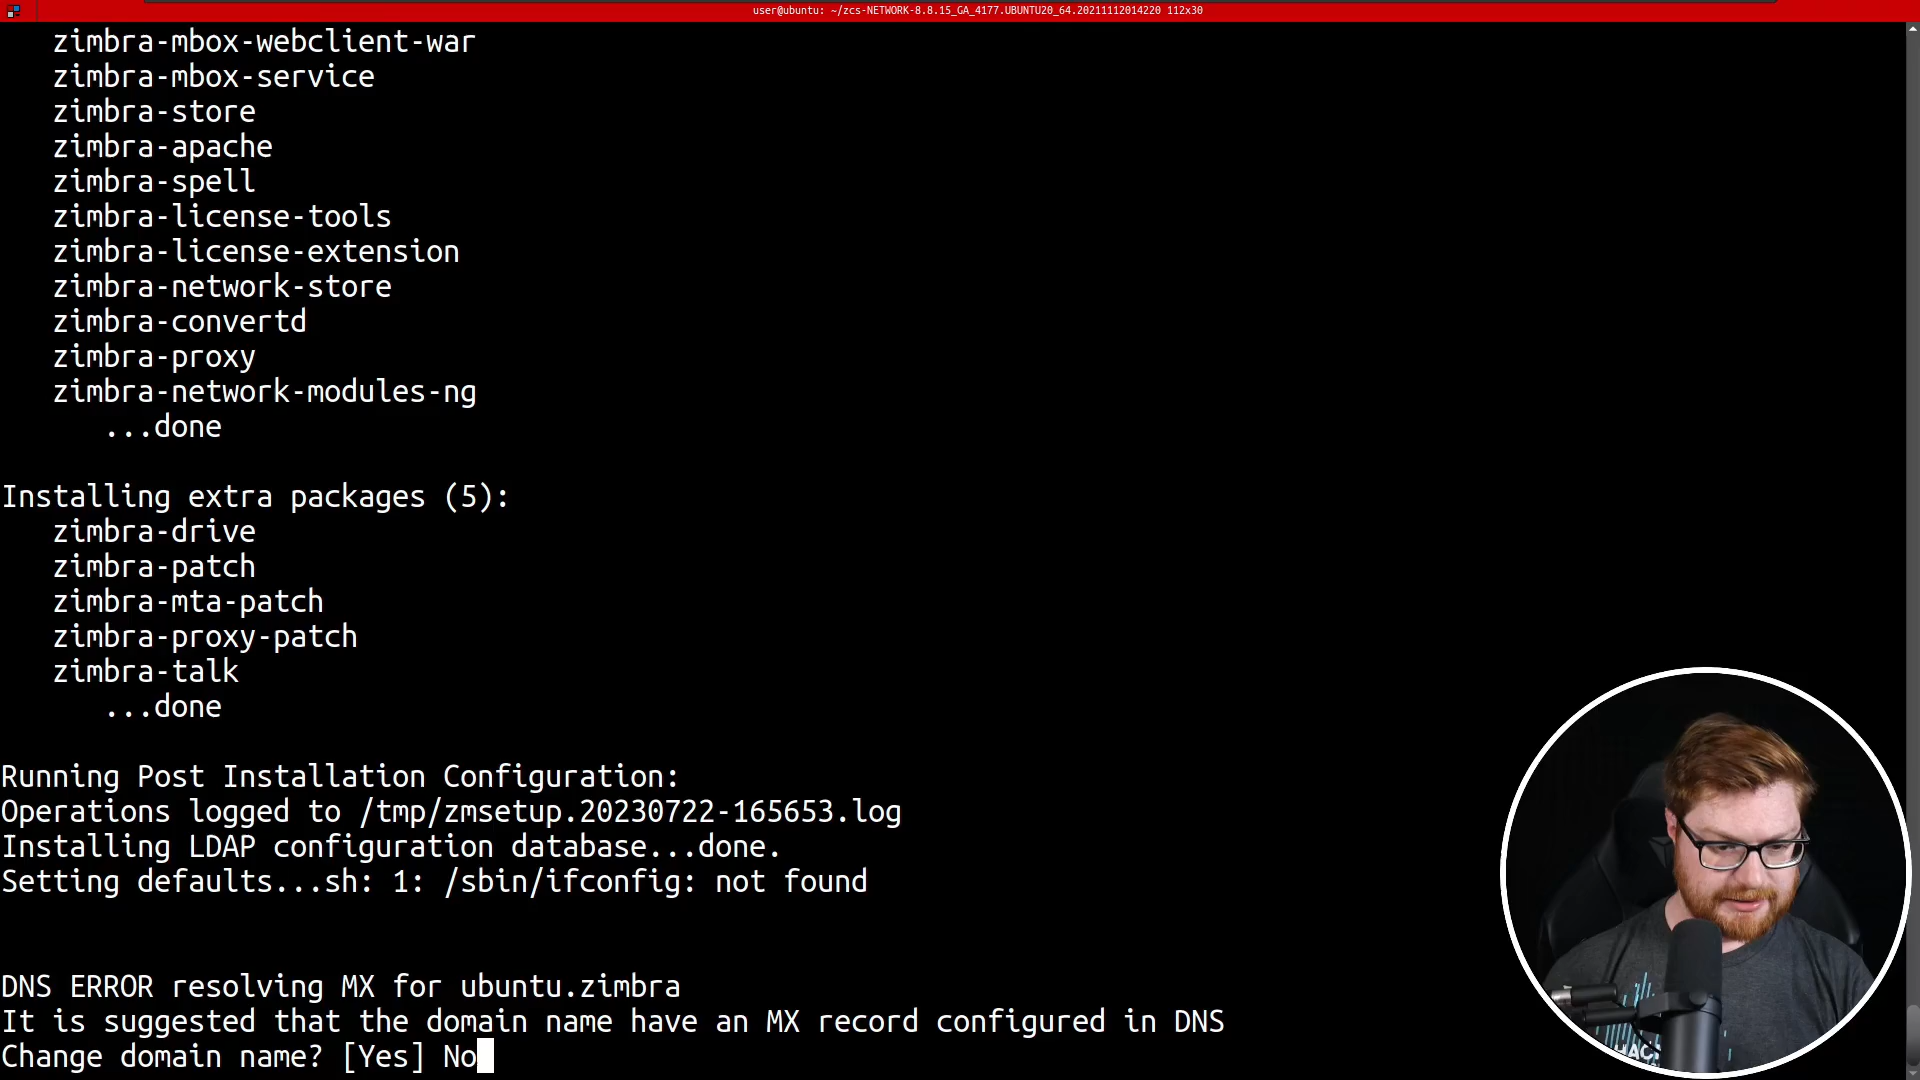 user@ubuntu: ~/zcs-NETWORK-8.8.15_GA_4177.UBUNTU20_64.20211112014220 112x30
zimbra-mbox-webclient-war
zimbra-mbox-service
zimbra-store
zimbra-apache
zimbra-spell
zimbra-license-tools
zimbra-license-extension
zimbra-network-store
zimbra-convertd
zimbra-proxy
zimbra-network-modules-ng
...done
Installing extra packages (5):
zimbra-drive
zimbra-patch
zimbra-mta-patch
zimbra-proxy-patch
zimbra-talk
...done
Running Post Installation Configuration:
Operations logged to /tmp/zmsetup.20230722-165653.log
Installing LDAP configuration database...done.
Setting defaults...sh: 1: /sbin/ifconfig: not found
DNS ERROR resolving MX for ubuntu.zimbra
It is suggested that the domain name have an MX record configured in DNS
Change domain name? [Yes] No